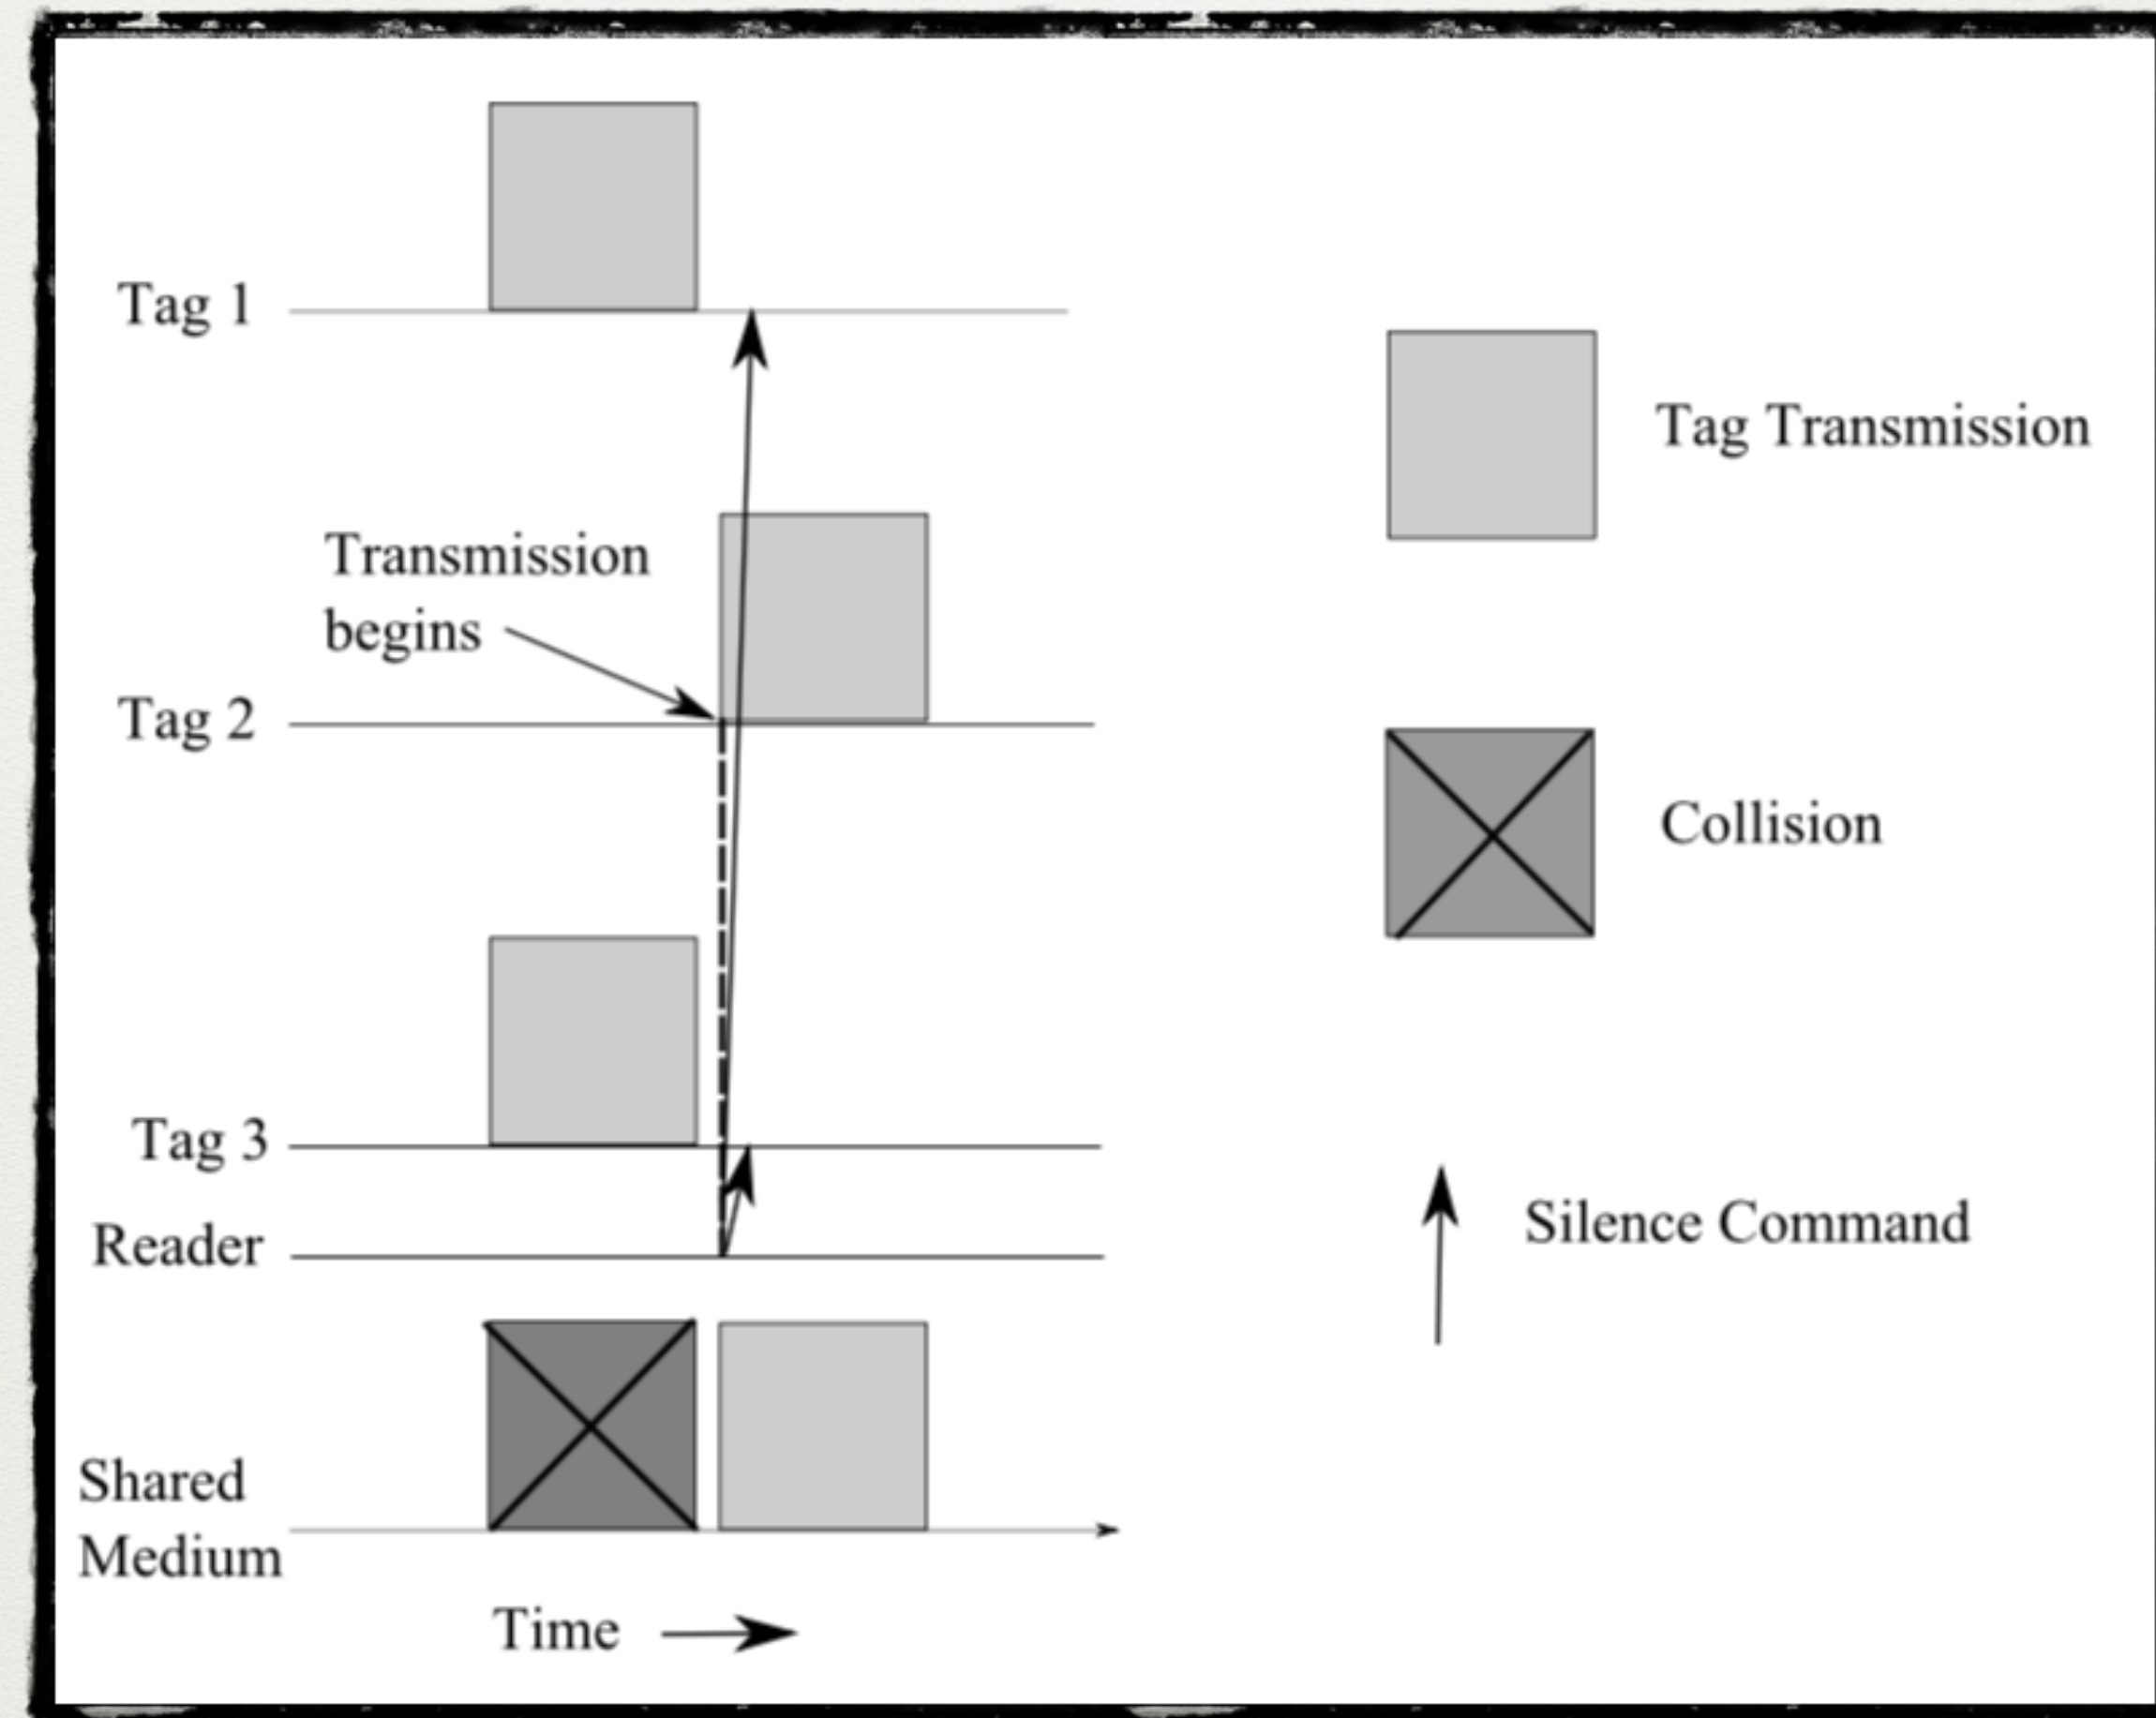 Tag 1
Transmission
begins
Tag 2
Tag 3
Reader
Shared
Medium
Time
Tag Transmission
Collision
Silence Command